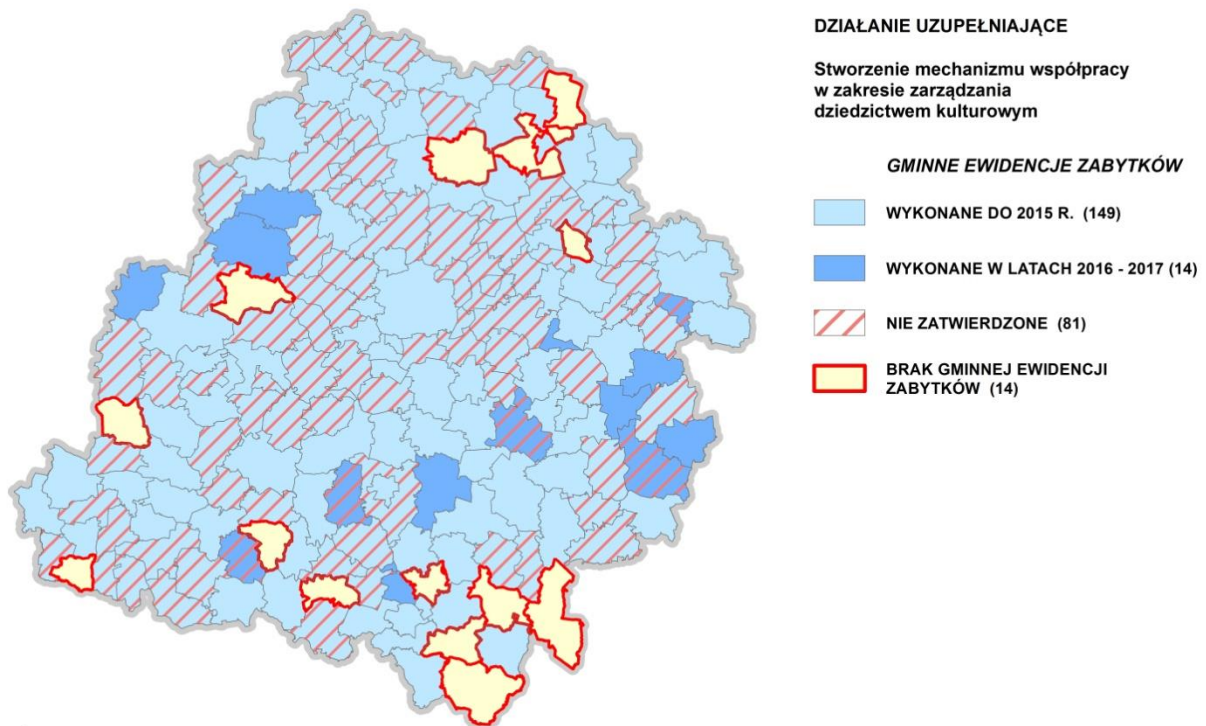 DZIAŁANIE UZUPEŁNIAJĄCE
Stworzenie mechanizmu współpracy
w zakresie zarządzania
dziedzictwem kulturowym
GMINNE EWIDENCJE ZABYTKÓW
WYKONANE DO 2015 R. (149)
WYKONANE W LATACH 2016 - 2017 (14)
NIE ZATWIERDZONE (81)
BRAK GMINNEJ EWIDENCJI
ZABYTKÓW (14)